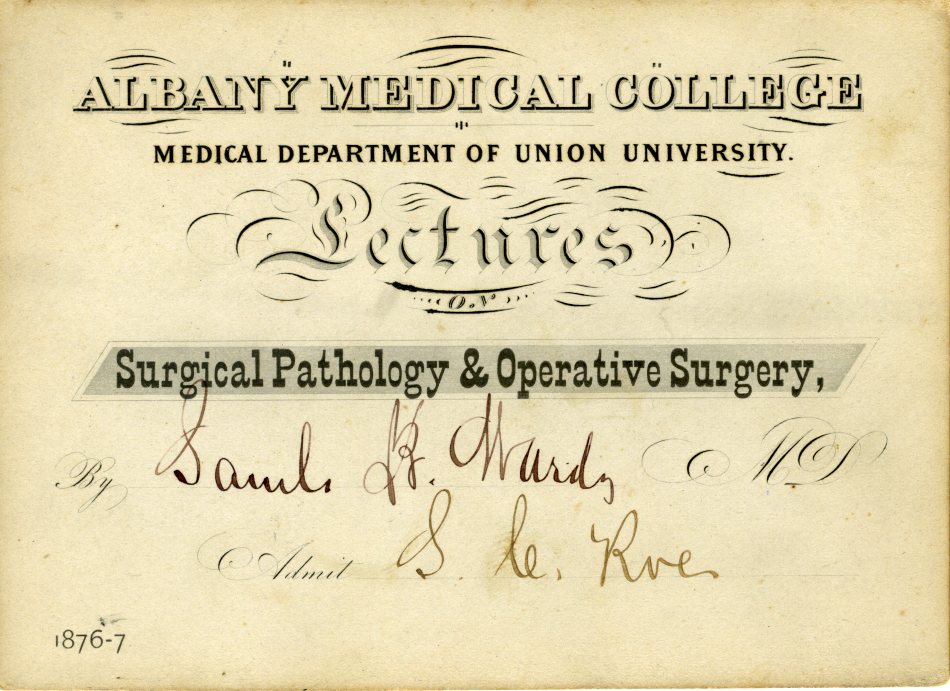 ALBANY MEDICAL COLLEGE
MEDICAL DEPARTMENT OF UNION UNIVERSITY.
Lectures
ON
Surgical Pathology & Operative Surgery,
By Saml. B. Ward, M.D
Admit S. C. Roe
1876-7